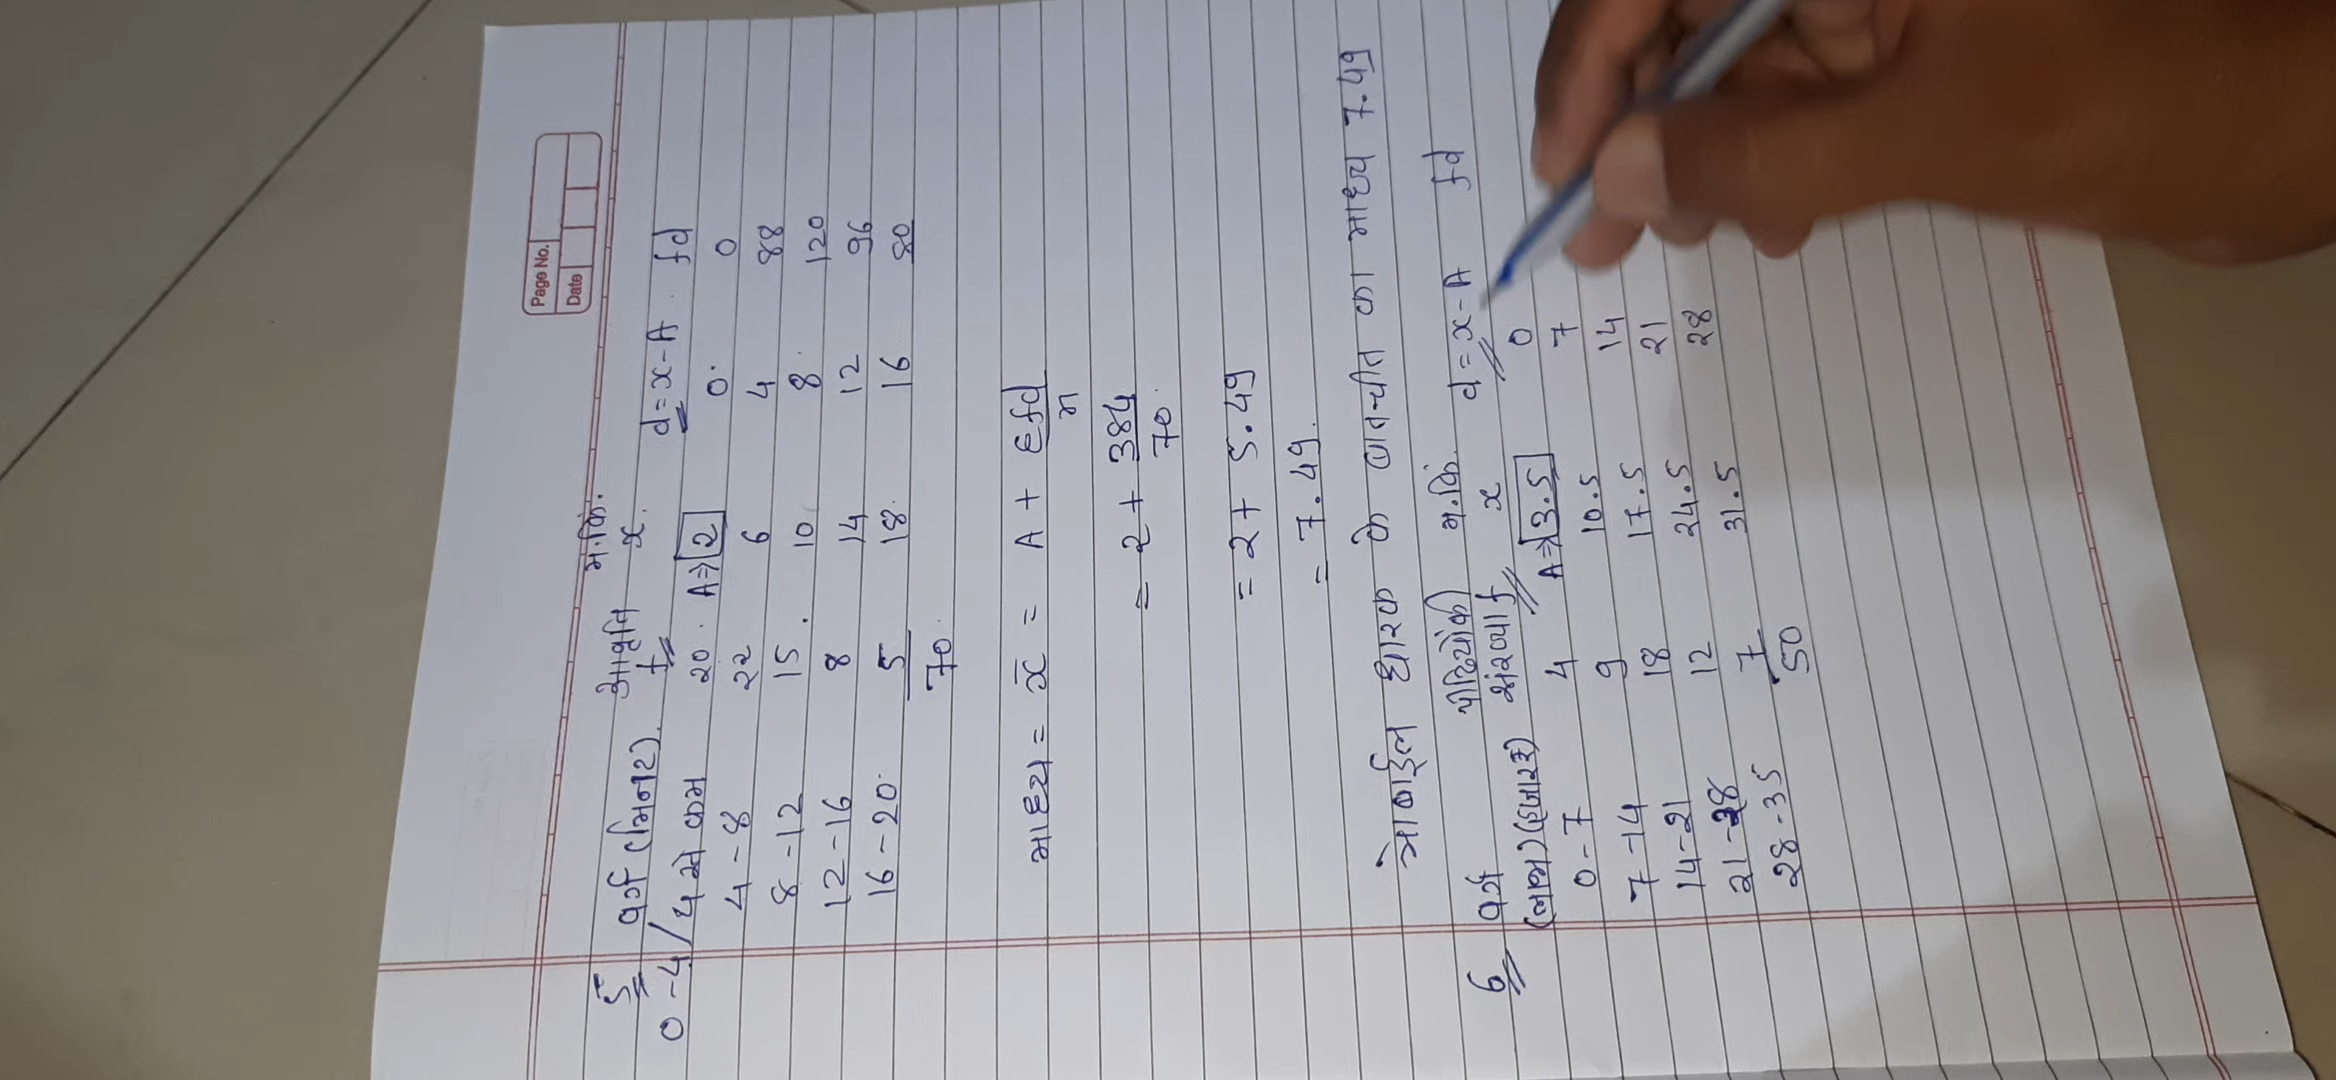 Page No.
Date
5 वर्ग (मिनट) आवृत्ति f म.किं. x d=x-A fd
0-4/4 से कम 20 A⇒2 0 0
4-8 22 6 4 88
8-12 15 10 8 120
12-16 8 14 12 96
16-20 5 18 16 80
70
माध्य = x̄ = A + Σfd/n
= 2 + 384/70
= 2 + 5.49
= 7.49
मोबाईल धारक के बातचीत का माध्य 7.49
6 वर्ग म.किं. d=x-A fd
संख्या f x
0-7 4 A⇒3.5 0
7-14 9 10.5 7
14-21 18 17.5 14
21-28 12 24.5 21
28-35 7 31.5 28
50